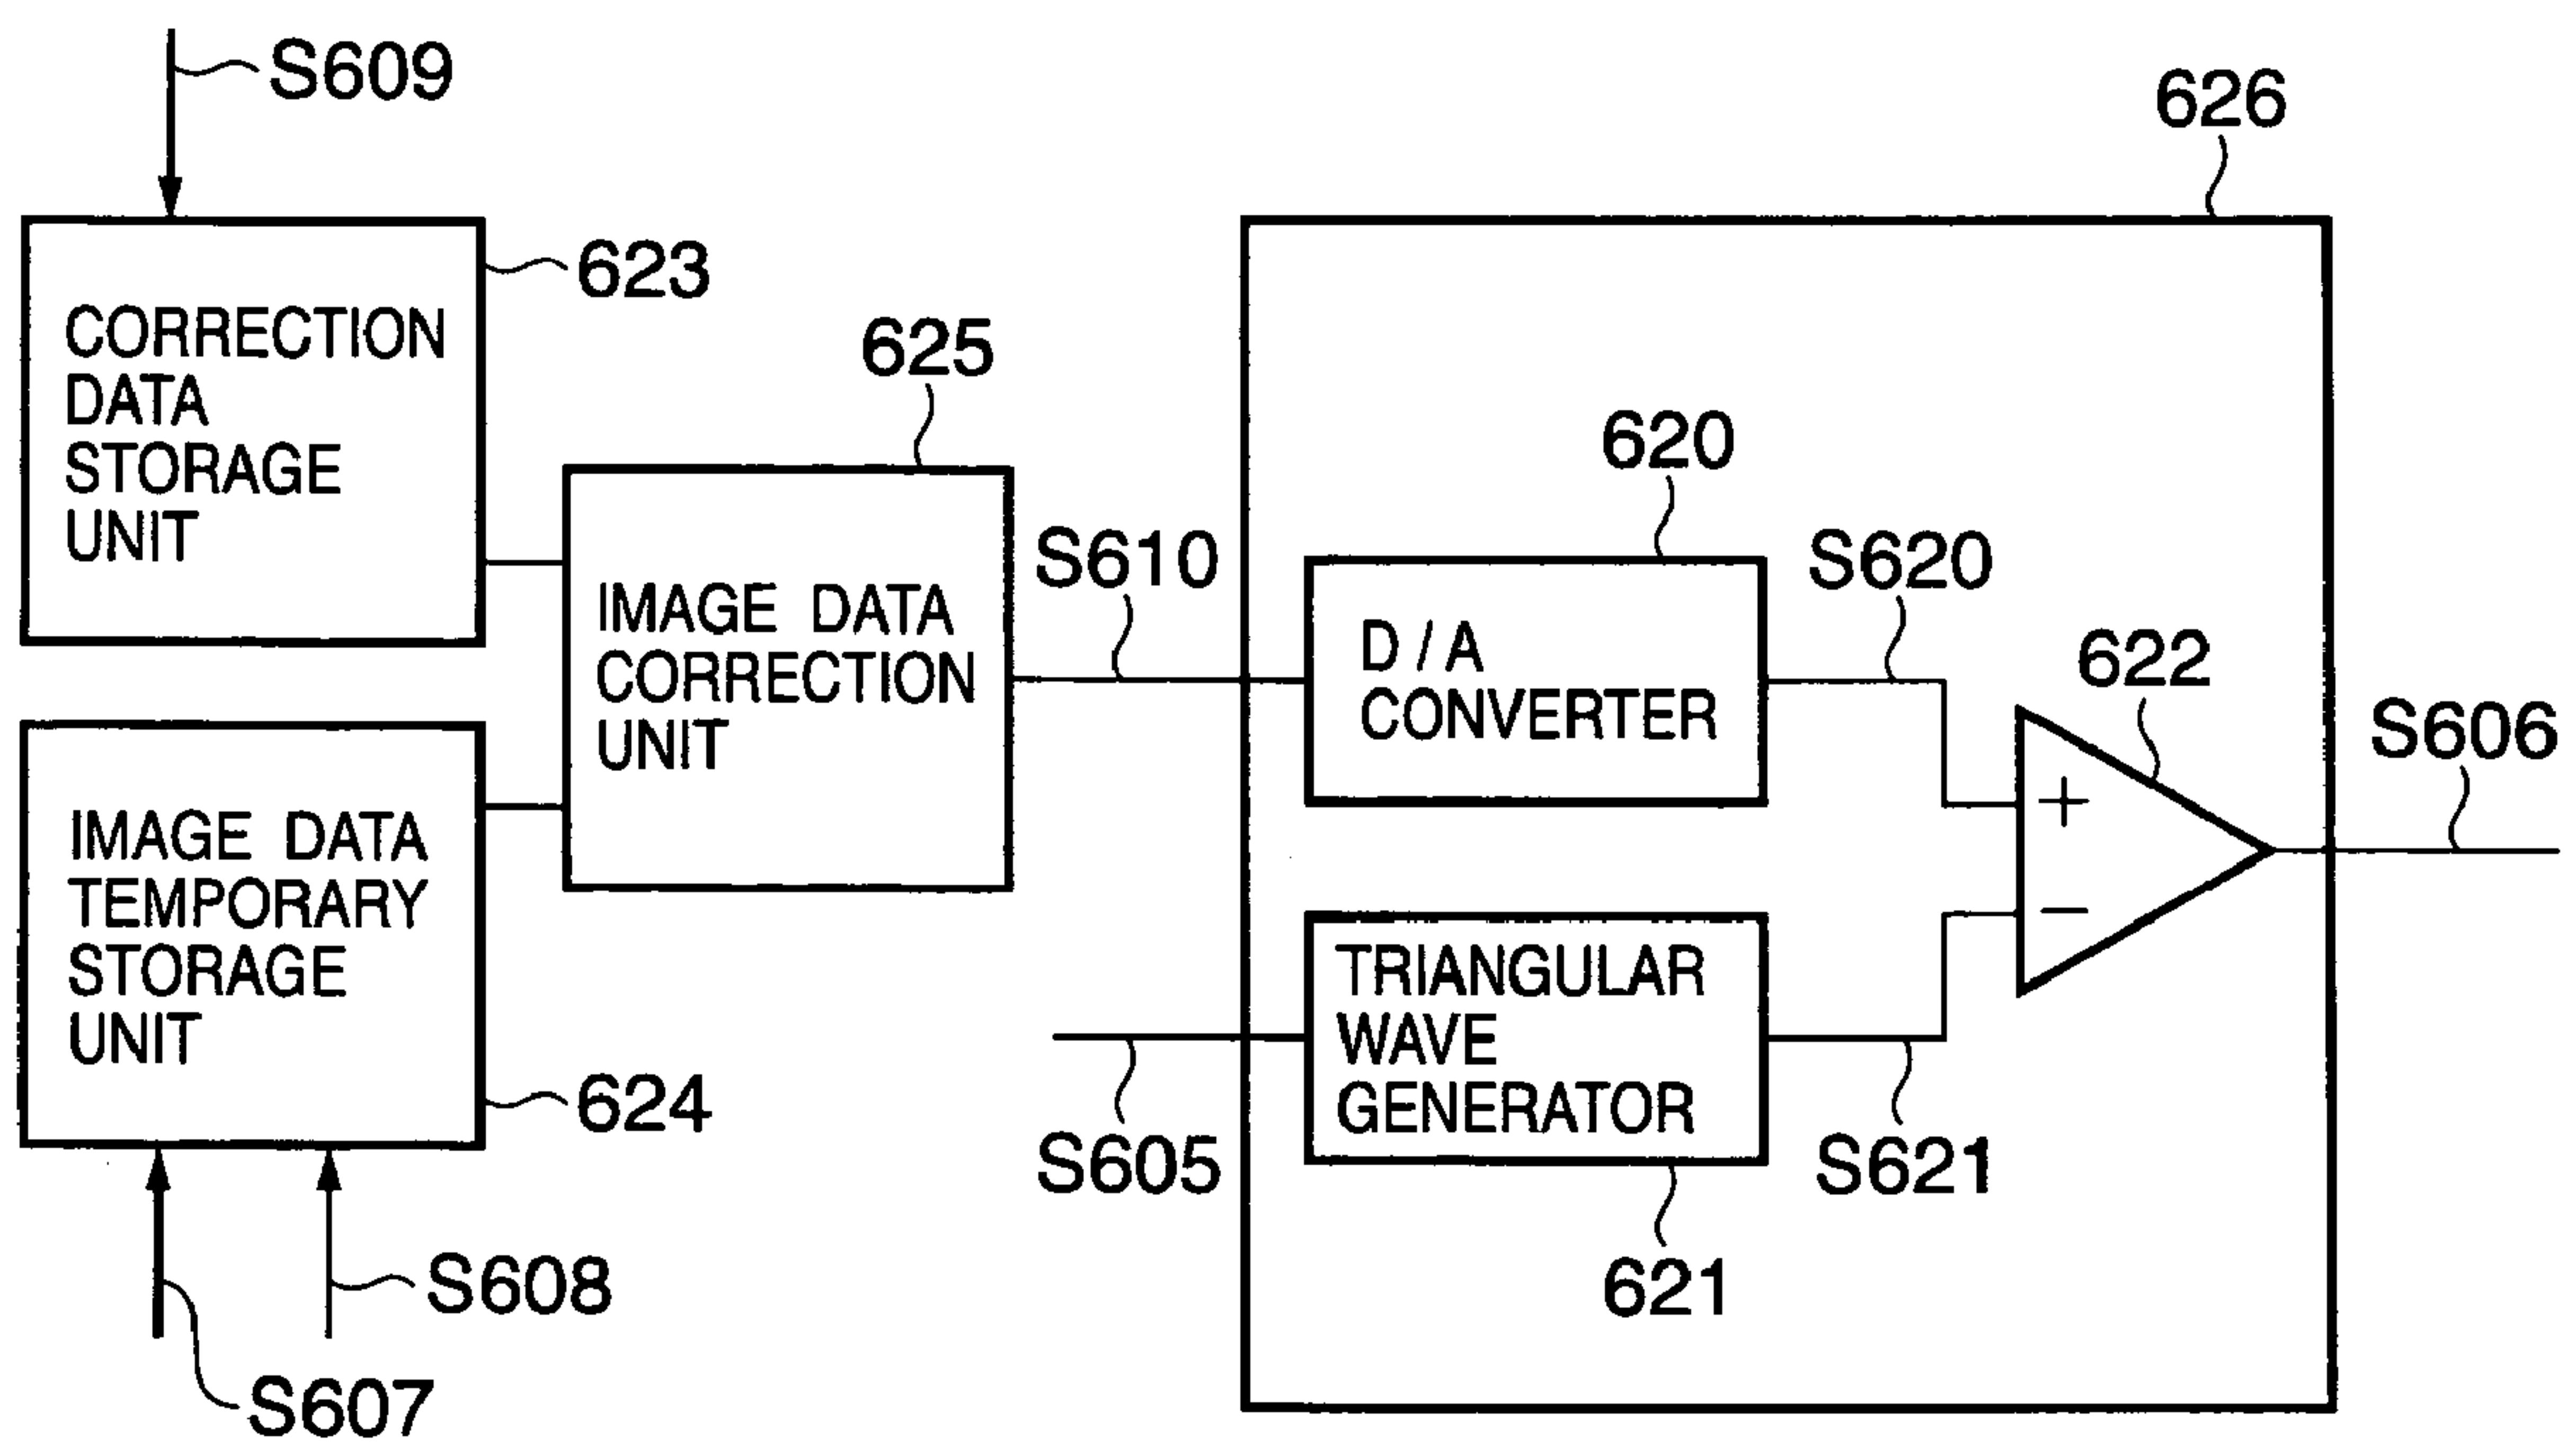 S609
626
623
CORRECTION
DATA
STORAGE
UNIT
625
620
S610
S620
IMAGE DATA
CORRECTION
UNIT
D / A
CONVERTER
622
S606
+
−
IMAGE DATA
TEMPORARY
STORAGE
UNIT
TRIANGULAR
WAVE
GENERATOR
624
S605
S621
S608
621
S607